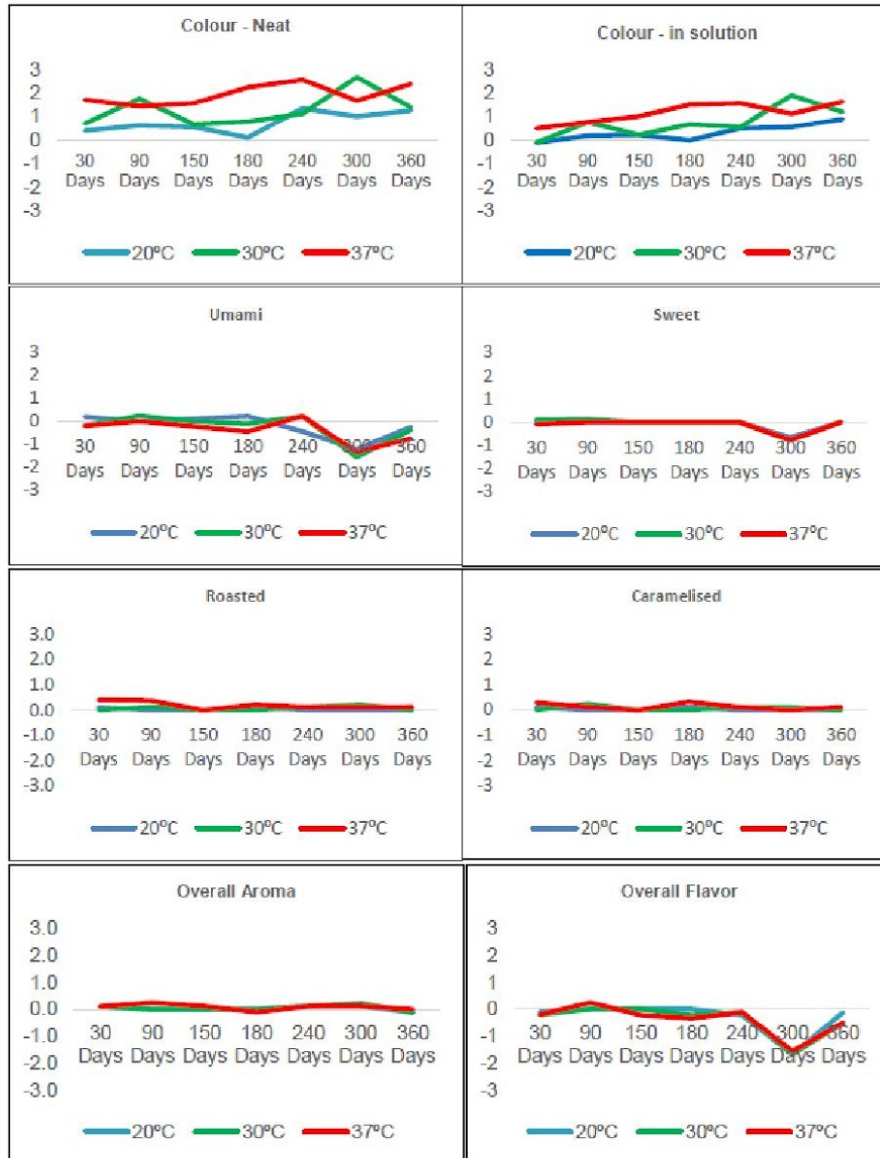 Colour - Neat
3
2
1
0
-1
-2
-3
30 90 150 180 240 300 360
Days Days Days Days Days Days Days
20ºC 30ºC 37ºC
Colour - in solution
3
2
1
0
-1
-2
-3
30 90 150 180 240 300 360
Days Days Days Days Days Days Days
20ºC 30ºC 37ºC
Umami
3
2
1
0
-1
-2
-3
30 90 150 180 240 300 360
Days Days Days Days Days Days Days
20ºC 30ºC 37ºC
Sweet
3
2
1
0
-1
-2
-3
30 90 150 180 240 300 360
Days Days Days Days Days Days Days
20ºC 30ºC 37ºC
Roasted
3.0
2.0
1.0
0.0
-1.0
-2.0
-3.0
30 90 150 180 240 300 360
Days Days Days Days Days Days Days
20ºC 30ºC 37ºC
Caramelised
3
2
1
0
-1
-2
-3
30 90 150 180 240 300 360
Days Days Days Days Days Days Days
20ºC 30ºC 37ºC
Overall Aroma
3.0
2.0
1.0
0.0
-1.0
-2.0
-3.0
30 90 150 180 240 300 360
Days Days Days Days Days Days Days
20ºC 30ºC 37ºC
Overall Flavor
3
2
1
0
-1
-2
-3
30 90 150 180 240 300 360
Days Days Days Days Days Days Days
20ºC 30ºC 37ºC